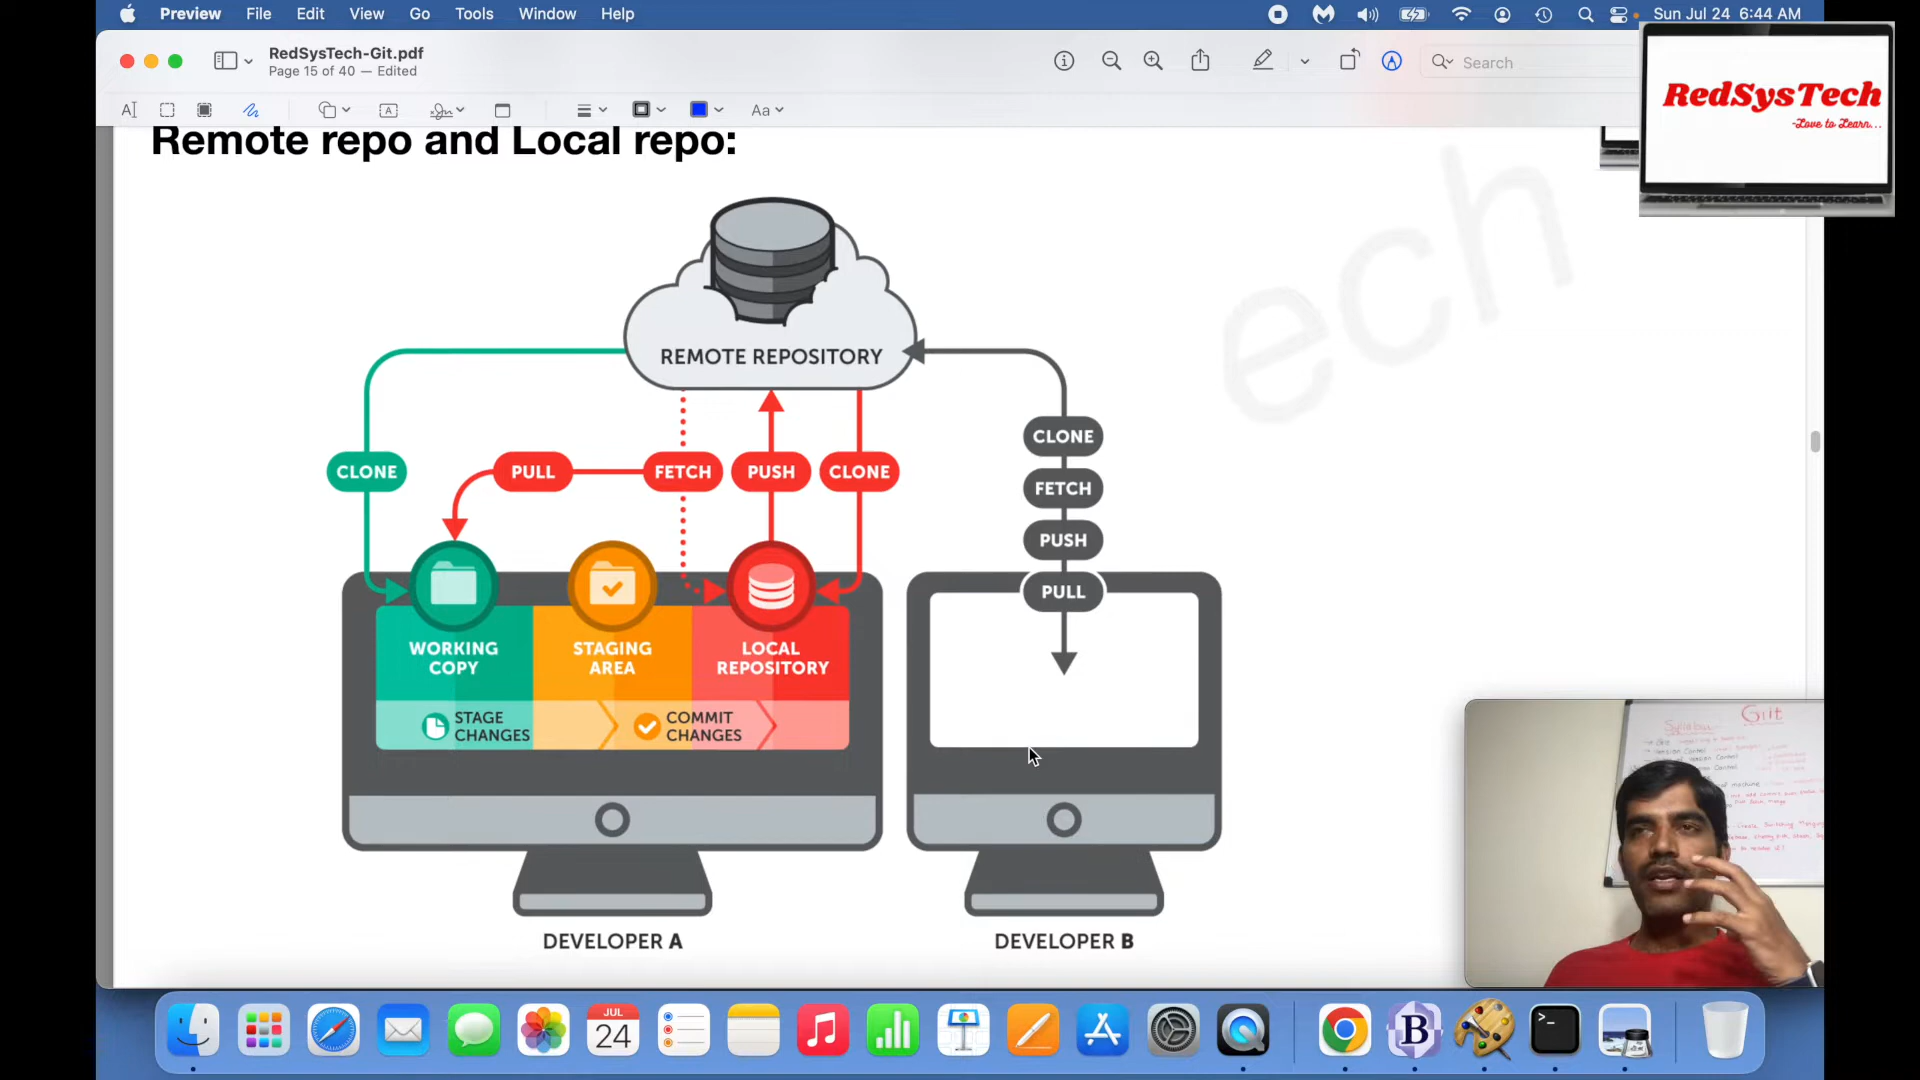 Preview File Edit View Go Tools Window Help Sun Jul 24 6:44 AM
RedSysTech-Git.pdf
Page 15 of 40 — Edited
Search
RedSysTech
-Love to Learn...
Aa
Remote repo and Local repo:
ech
REMOTE REPOSITORY
CLONE
PULL
FETCH
PUSH
CLONE
CLONE
FETCH
PUSH
PULL
WORKING
COPY
STAGING
AREA
LOCAL
REPOSITORY
STAGE
CHANGES
COMMIT
CHANGES
DEVELOPER A
DEVELOPER B
Syllabus
Git
JUL
24